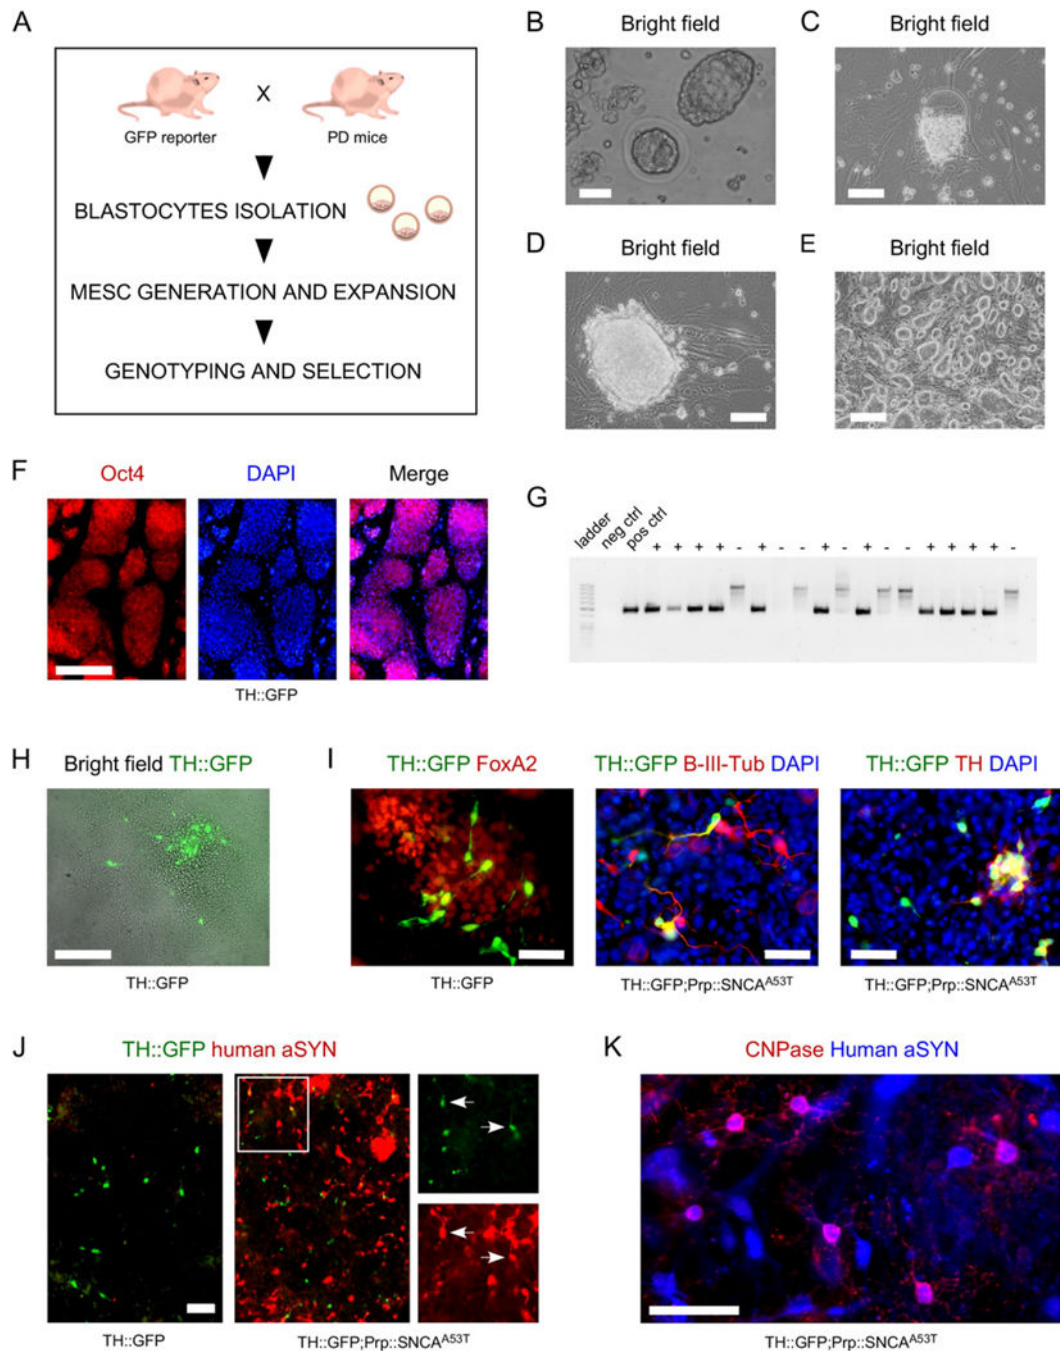 A
GFP reporter
X
PD mice
BLASTOCYTES ISOLATION
MESC GENERATION AND EXPANSION
GENOTYPING AND SELECTION
B
Bright field
C
Bright field
D
Bright field
E
Bright field
F
Oct4
DAPI
Merge
TH::GFP
G
ladder
neg ctrl
pos ctrl
+ + + + - + - - + - + - - + + + + -
H
Bright field TH::GFP
TH::GFP
I
TH::GFP FoxA2
TH::GFP
TH::GFP B-III-Tub DAPI
TH::GFP;Prp::SNCAA53T
TH::GFP TH DAPI
TH::GFP;Prp::SNCAA53T
J
TH::GFP human aSYN
TH::GFP
TH::GFP;Prp::SNCAA53T
K
CNPase Human aSYN
TH::GFP;Prp::SNCAA53T